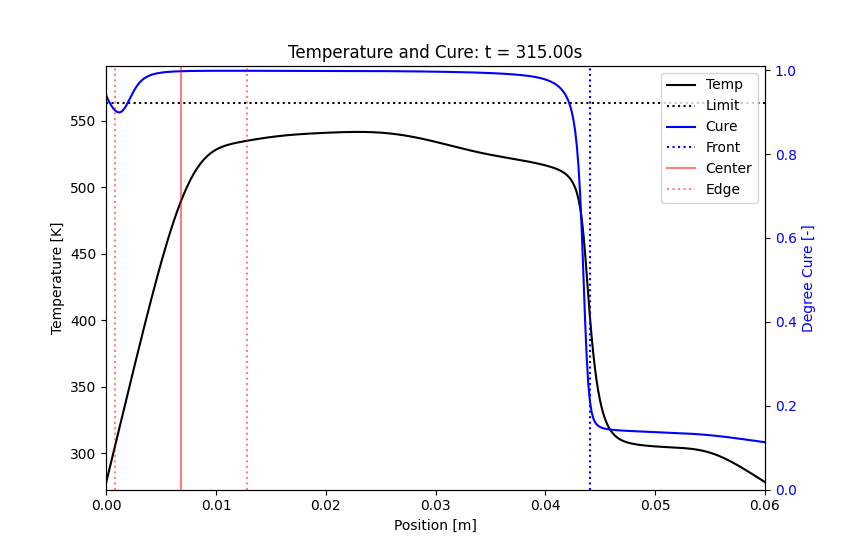 Temperature and Cure: t = 315.00s
Temperature [K]
550
500
450
400
350
300
Temp
Limit
Cure
Front
Center
Edge
1.0
0.8
0.6
0.4
0.2
0.0
Degree Cure [-]
0.00 0.01 0.02 0.03 0.04 0.05 0.06
Position [m]